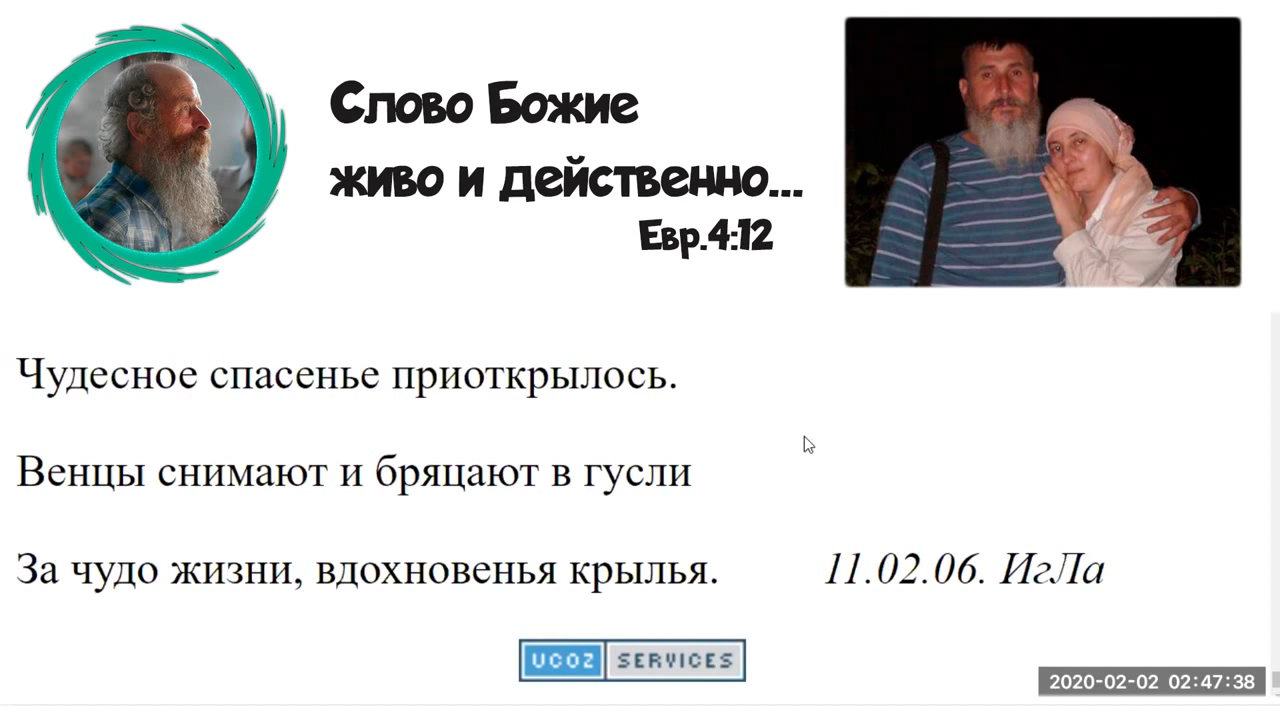 Слово Божие
живо и действенно...
Евр.4:12
Чудесное спасенье приоткрылось.
Венцы снимают и бряцают в гусли
За чудо жизни, вдохновенья крылья. 11.02.06. ИгЛа
UCOZ SERVICES
2020-02-02 02:47:38